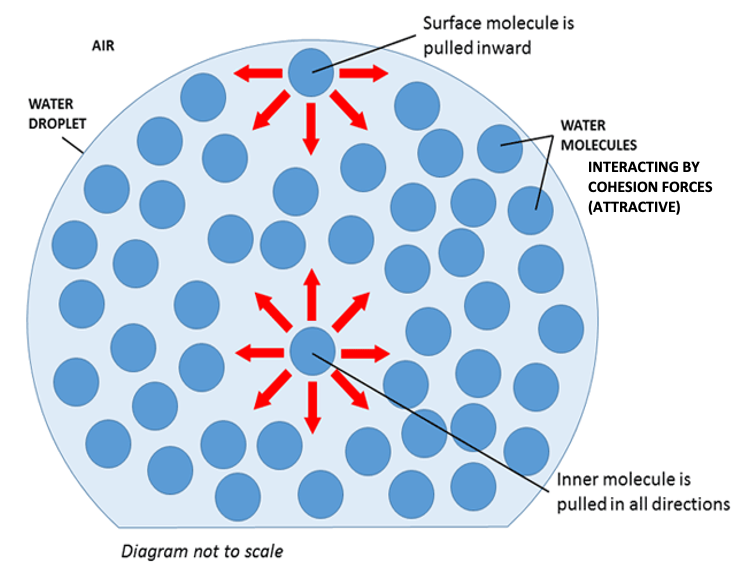 Surface molecule is
pulled inward
AIR
WATER
DROPLET
WATER
MOLECULES
INTERACTING BY
COHESION FORCES
(ATTRACTIVE)
Inner molecule is
pulled in all directions
Diagram not to scale